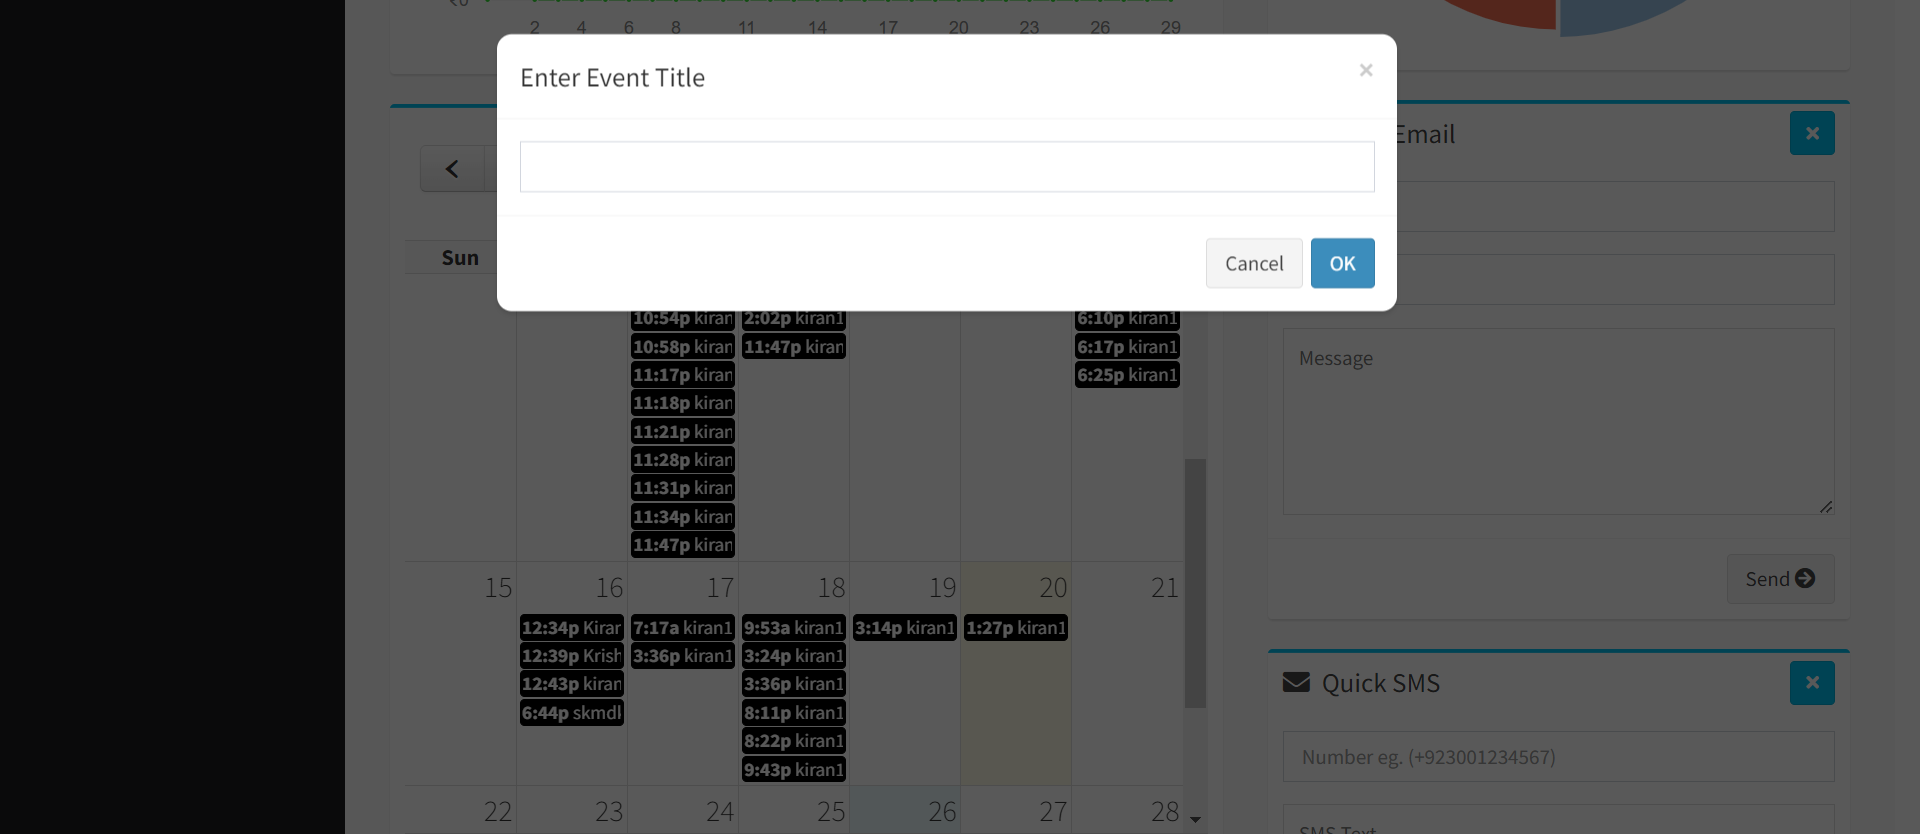 ₹0
2 4 6 8 11 14 17 20 23 26 29
Enter Event Title
×
Cancel
OK
Email
Sun
10:54p kiran
10:58p kiran
11:17p kiran
11:18p kiran
11:21p kiran
11:28p kiran
11:31p kiran
11:34p kiran
11:47p kiran
2:02p kiran1
11:47p kiran
6:10p kiran1
6:17p kiran1
6:25p kiran1
15 16 17 18 19 20 21
12:34p Kiran
12:39p Krish
12:43p kiran
6:44p skmdl
7:17a kiran1
3:36p kiran1
9:53a kiran1
3:24p kiran1
3:36p kiran1
8:11p kiran1
8:22p kiran1
9:43p kiran1
3:14p kiran1
1:27p kiran1
22 23 24 25 26 27 28
Message
Send
Quick SMS
Number eg. (+923001234567)
SMS Text